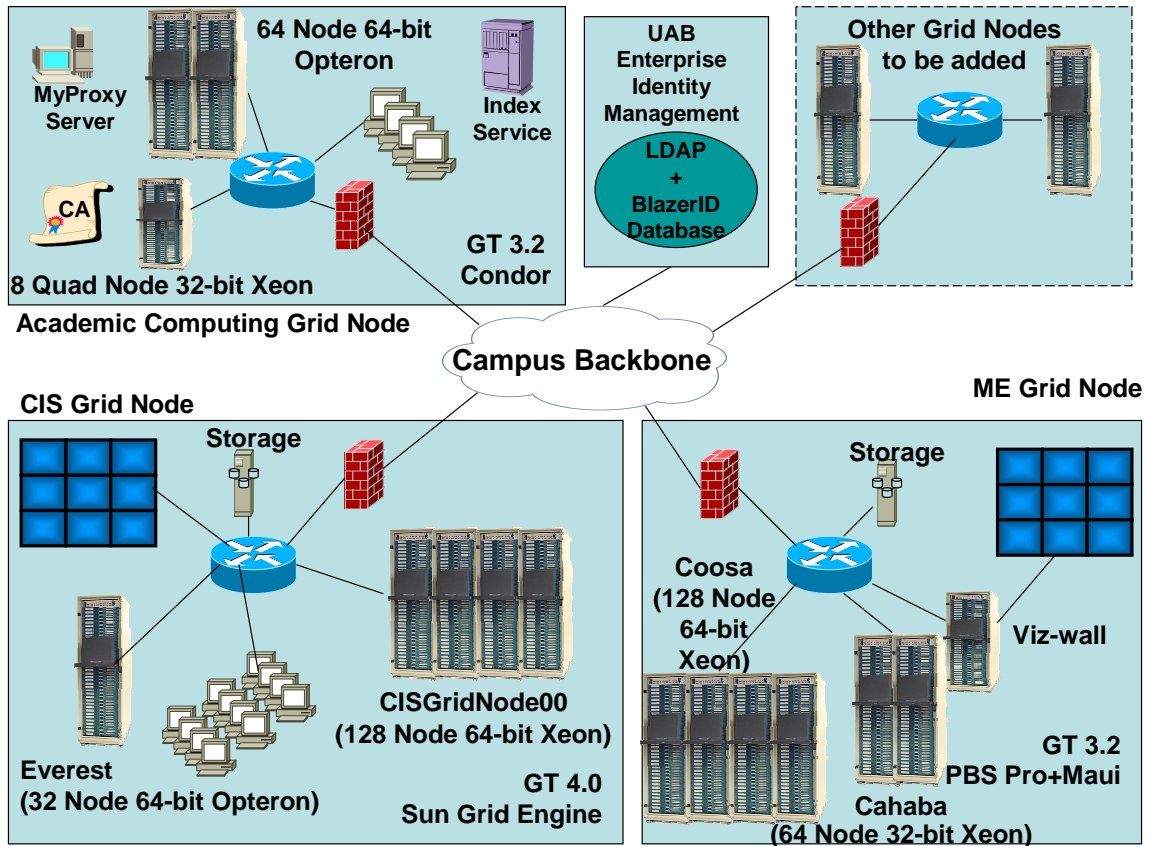 64 Node 64-bit
Opteron
MyProxy
Server
Index
Service
CA
GT 3.2
Condor
8 Quad Node 32-bit Xeon
Academic Computing Grid Node
UAB
Enterprise
Identity
Management
LDAP
+
BlazerID
Database
Other Grid Nodes
to be added
Campus Backbone
CIS Grid Node
Storage
CISGridNode00
(128 Node 64-bit Xeon)
Everest
(32 Node 64-bit Opteron)
GT 4.0
Sun Grid Engine
ME Grid Node
Storage
Coosa
(128 Node
64-bit
Xeon)
Viz-wall
GT 3.2
PBS Pro+Maui
Cahaba
(64 Node 32-bit Xeon)